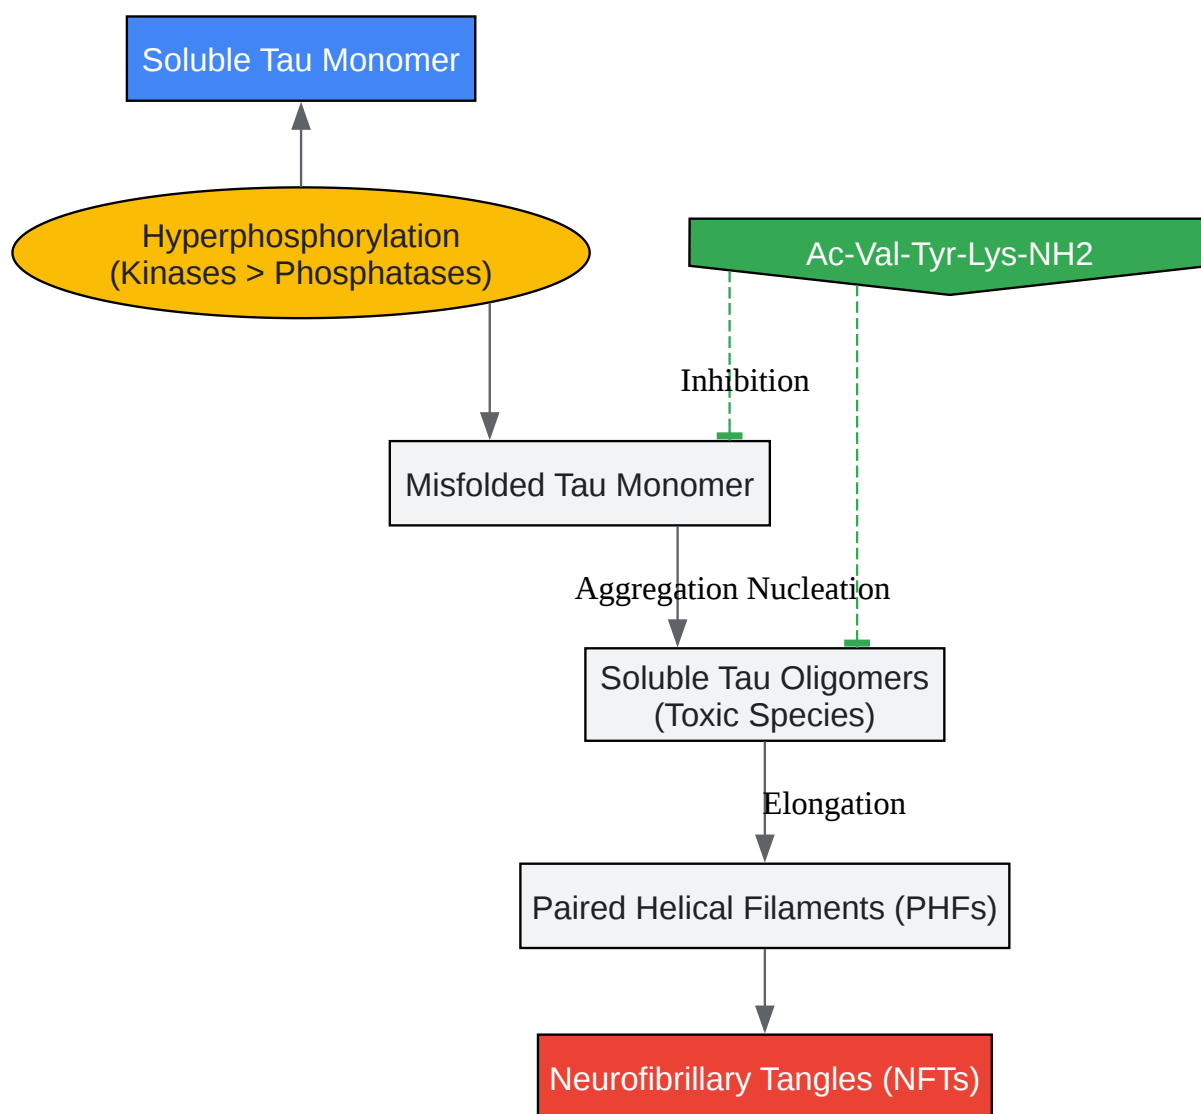 Soluble Tau Monomer
Hyperphosphorylation
(Kinases > Phosphatases)
Ac-Val-Tyr-Lys-NH2
Inhibition
Misfolded Tau Monomer
Aggregation Nucleation
Soluble Tau Oligomers
(Toxic Species)
Elongation
Paired Helical Filaments (PHFs)
Neurofibrillary Tangles (NFTs)